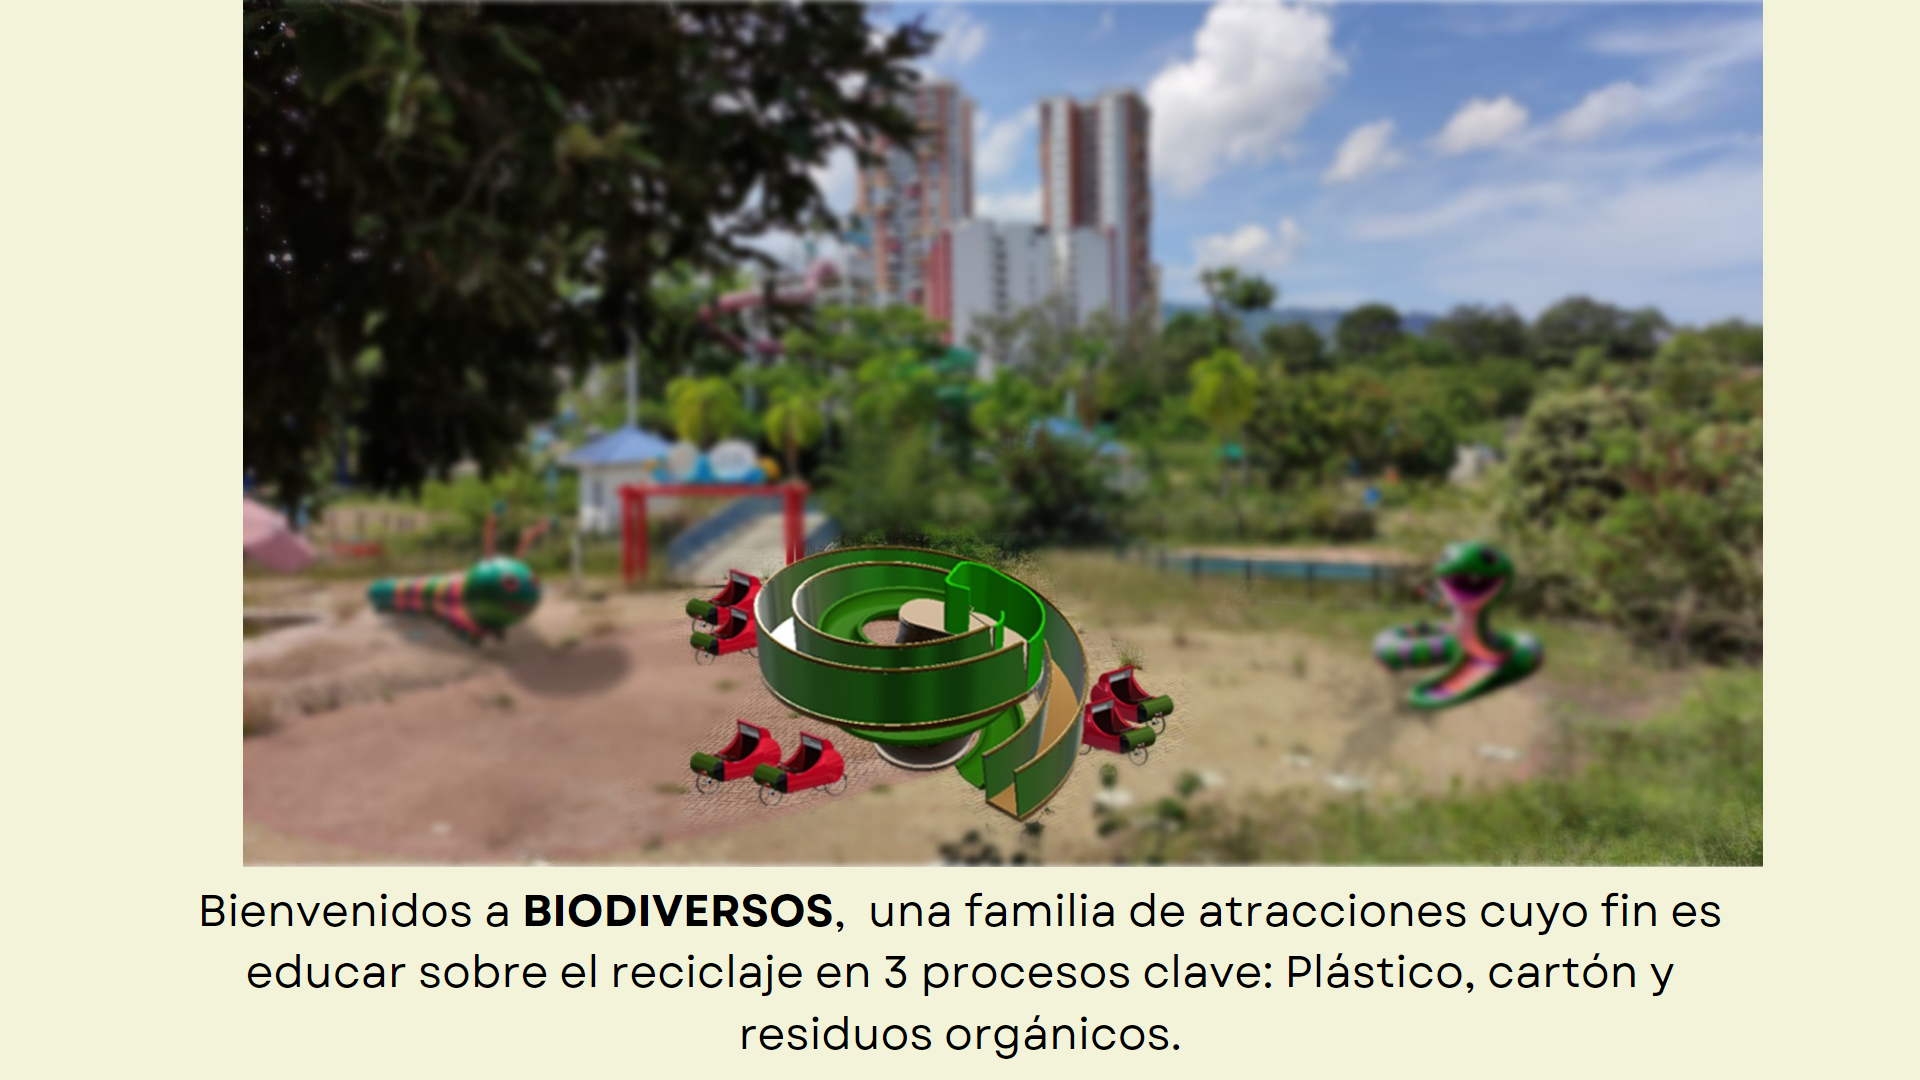 Bienvenidos a BIODIVERSOS, una familia de atracciones cuyo fin es
educar sobre el reciclaje en 3 procesos clave: Plástico, cartón y
residuos orgánicos.